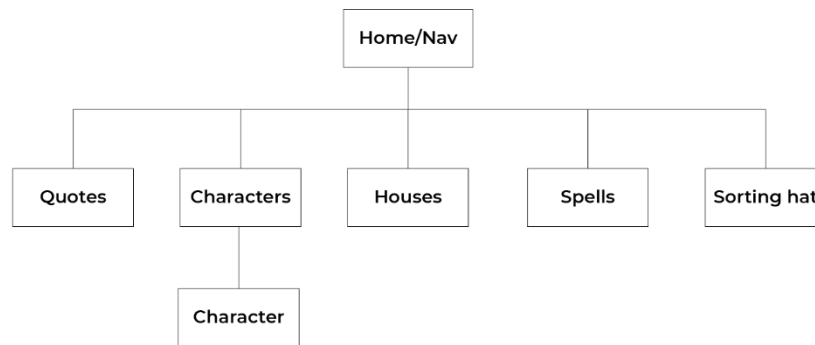 Home/Nav
Quotes
Characters
Houses
Spells
Sorting hat
Character